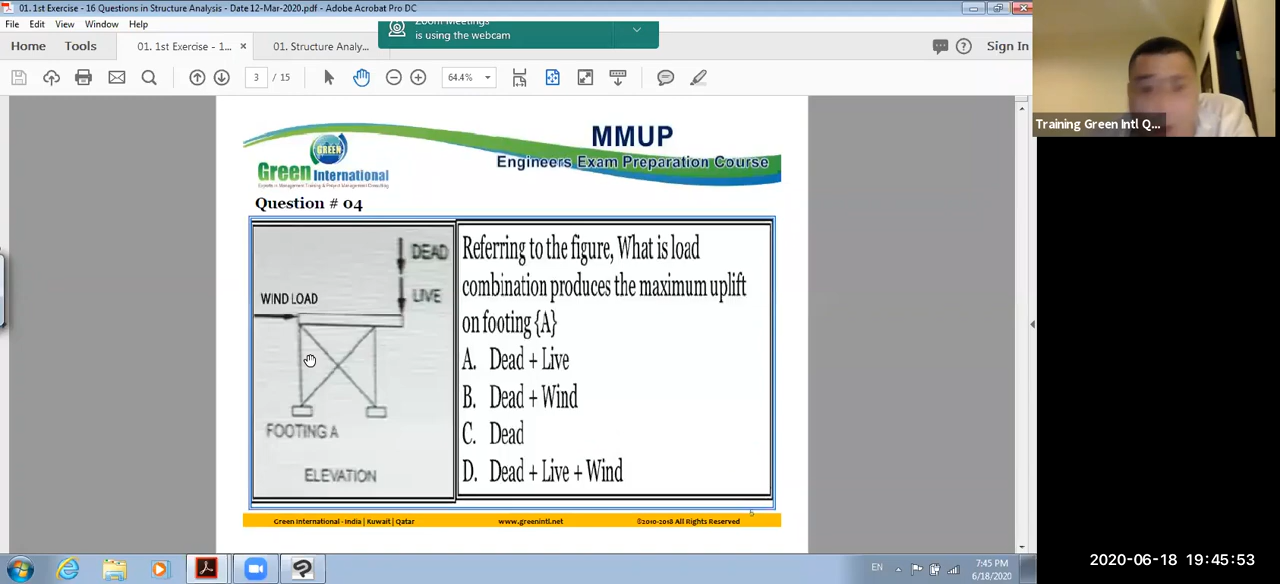 01. 1st Exercise - 16 Questions in Structure Analysis - Date 12-Mar-2020.pdf - Adobe Acrobat Pro DC
File Edit View Window Help
Zoom Meetings
is using the webcam
Home Tools 01. 1st Exercise - 1... × 01. Structure Analy... Sign In
3 / 15 64.4%
Training Green Intl Q...
GREEN
Green International
MMUP
Engineers Exam Preparation Course
Question # 04
DEAD
LIVE
WIND LOAD
FOOTING A
ELEVATION
Referring to the figure, What is load
combination produces the maximum uplift
on footing {A}
A. Dead + Live
B. Dead + Wind
C. Dead
D. Dead + Live + Wind
5
Green International - India | Kuwait | Qatar www.greenintl.net ©2010-2018 All Rights Reserved
EN 7:45 PM
6/18/2020
2020-06-18 19:45:53